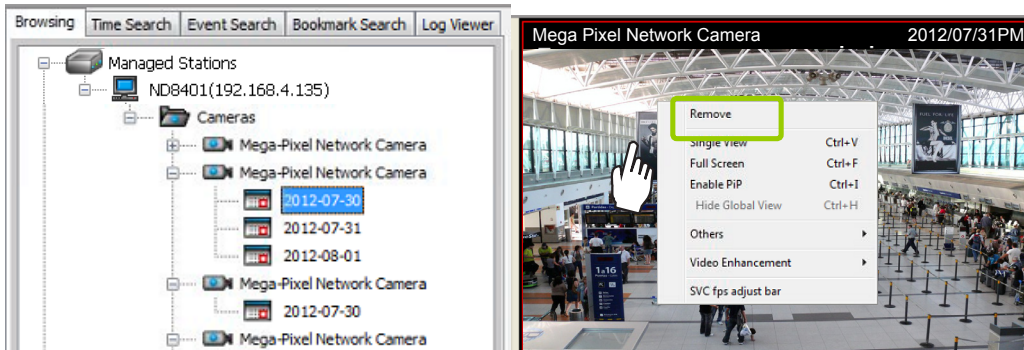 Browsing Time Search Event Search Bookmark Search Log Viewer
Managed Stations
ND8401(192.168.4.135)
Cameras
Mega-Pixel Network Camera
Mega-Pixel Network Camera
2012-07-30
2012-07-31
2012-08-01
Mega-Pixel Network Camera
2012-07-30
Mega-Pixel Network Camera
Mega Pixel Network Camera 2012/07/31PM
Remove
Single View Ctrl+V
Full Screen Ctrl+F
Enable PiP Ctrl+I
Hide Global View Ctrl+H
Others
Video Enhancement
SVC fps adjust bar
1a16